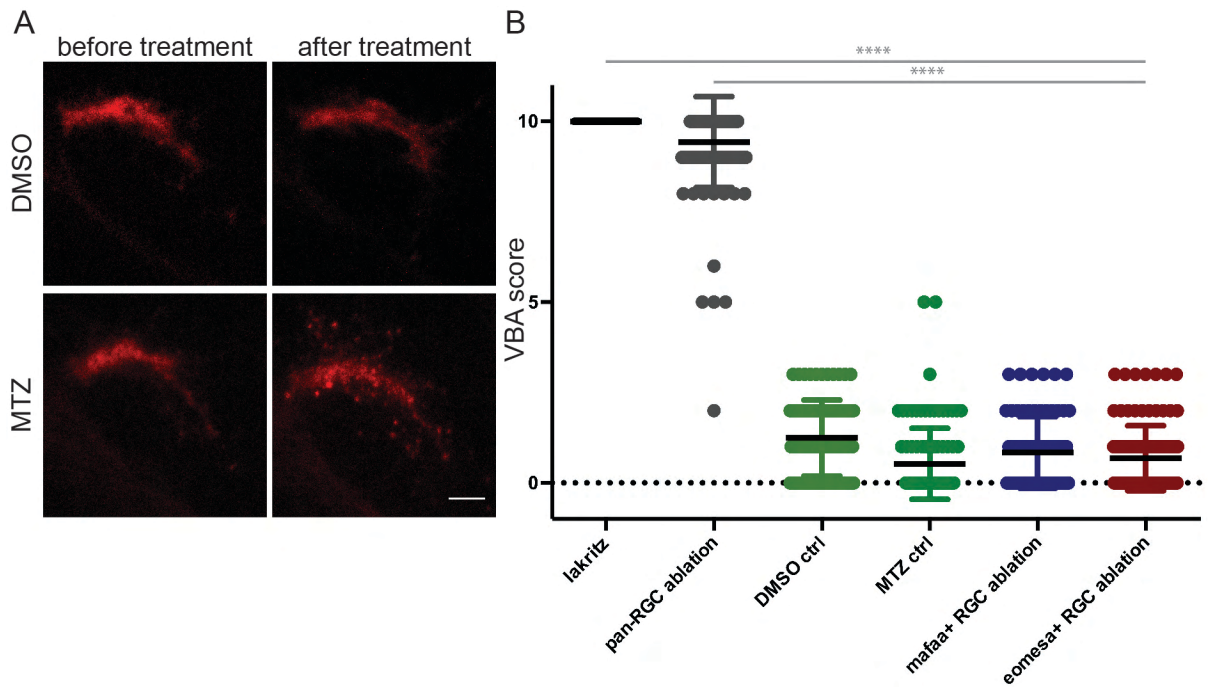 A
before treatment
after treatment
DMSO
MTZ
B
****
****
VBA score
10
5
0
lakritz
pan-RGC ablation
DMSO ctrl
MTZ ctrl
mafaa+ RGC ablation
eomesa+ RGC ablation